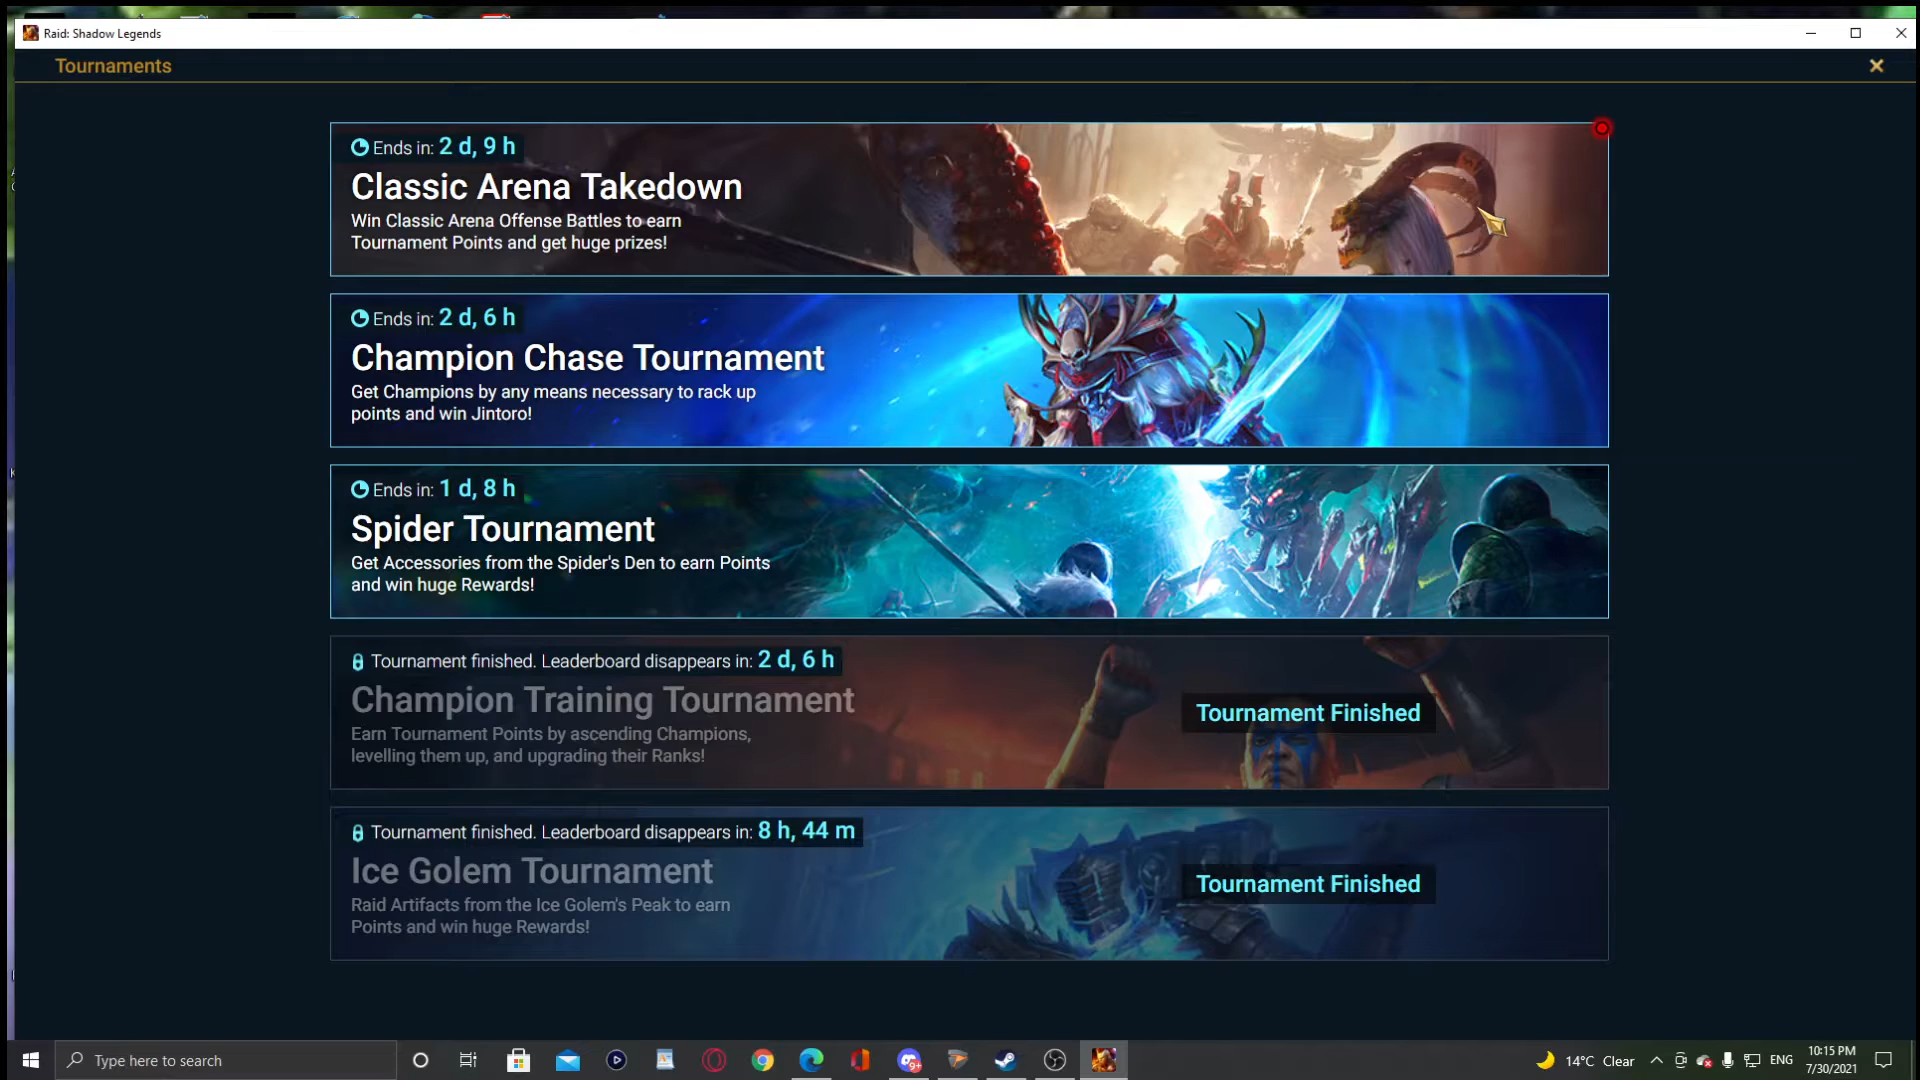 Raid: Shadow Legends
Tournaments
Ends in: 2 d, 9 h
Classic Arena Takedown
Win Classic Arena Offense Battles to earn
Tournament Points and get huge prizes!
Ends in: 2 d, 6 h
Champion Chase Tournament
Get Champions by any means necessary to rack up
points and win Jintoro!
Ends in: 1 d, 8 h
Spider Tournament
Get Accessories from the Spider's Den to earn Points
and win huge Rewards!
Tournament finished. Leaderboard disappears in: 2 d, 6 h
Champion Training Tournament
Earn Tournament Points by ascending Champions,
levelling them up, and upgrading their Ranks!
Tournament Finished
Tournament finished. Leaderboard disappears in: 8 h, 44 m
Ice Golem Tournament
Raid Artifacts from the Ice Golem's Peak to earn
Points and win huge Rewards!
Tournament Finished
Type here to search
9+
14°C Clear
ENG
10:15 PM
7/30/2021